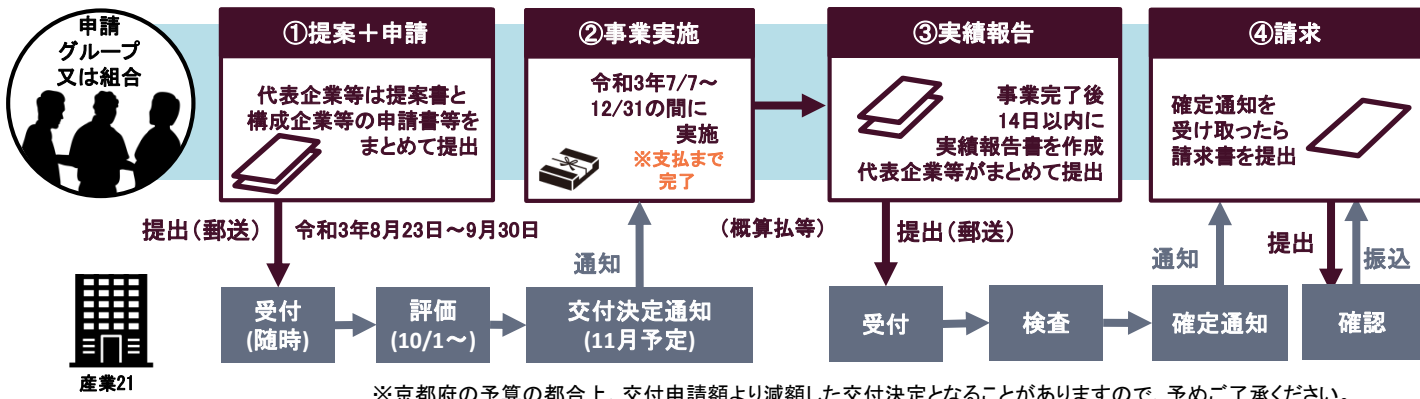 申請
グループ
又は組合
①提案＋申請
代表企業等は提案書と
構成企業等の申請書等を
まとめて提出
②事業実施
令和3年7/7～
12/31の間に
実施
※支払まで
完了
③実績報告
事業完了後
14日以内に
実績報告書を作成
代表企業等がまとめて提出
④請求
確定通知を
受け取ったら
請求書を提出
提出（郵送）
令和3年8月23日～9月30日
通知
（概算払等）
提出（郵送）
通知
提出
振込
産業21
受付
(随時)
評価
(10/1～)
交付決定通知
(11月予定)
受付
検査
確定通知
確認
※京都府の予算の都合上、交付申請額より減額した交付決定となることがありますので、予めご了承ください。